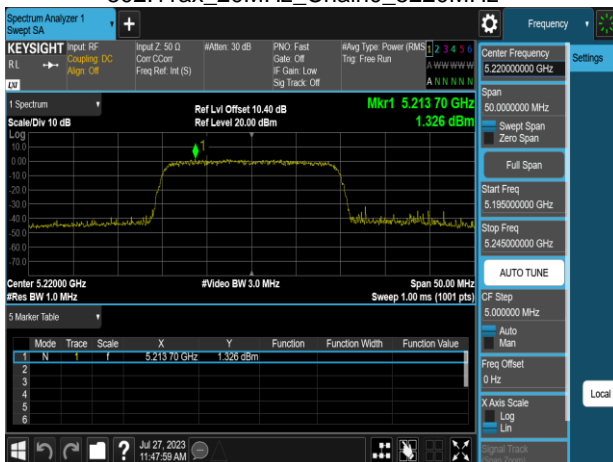 802.11ax_20MHz_Chain0_5220MHz
Spectrum Analyzer 1
Swept SA
Frequency
KEYSIGHT
RL
Input: RF
Coupling: DC
Align: Off
Input Z: 50 Ω
Corr CCorr
Freq Ref: Int (S)
#Atten: 30 dB
PNO: Fast
Gate: Off
IF Gain: Low
Sig Track: Off
#Avg Type: Power (RMS
Trig: Free Run
1 2 3 4 5 6
A W W W W W
A N N N N N
Center Frequency
5.220000000 GHz
Settings
Span
50.0000000 MHz
Swept Span
Zero Span
Full Span
Start Freq
5.195000000 GHz
Stop Freq
5.245000000 GHz
AUTO TUNE
CF Step
5.000000 MHz
Auto
Man
Freq Offset
0 Hz
X Axis Scale
Log
Lin
Signal Track
(Span Zoom)
Local
1 Spectrum
Scale/Div 10 dB
Ref Lvl Offset 10.40 dB
Ref Level 20.00 dBm
Mkr1 5.213 70 GHz
1.326 dBm
Log
10.0
0.00
-10.0
-20.0
-30.0
-40.0
-50.0
-60.0
-70.0
1
Center 5.22000 GHz
#Res BW 1.0 MHz
#Video BW 3.0 MHz
Span 50.00 MHz
Sweep 1.00 ms (1001 pts)
5 Marker Table
Mode Trace Scale X Y Function Function Width Function Value
1 N 1 f 5.213 70 GHz 1.326 dBm
2
3
4
5
6
Jul 27, 2023
11:47:59 AM